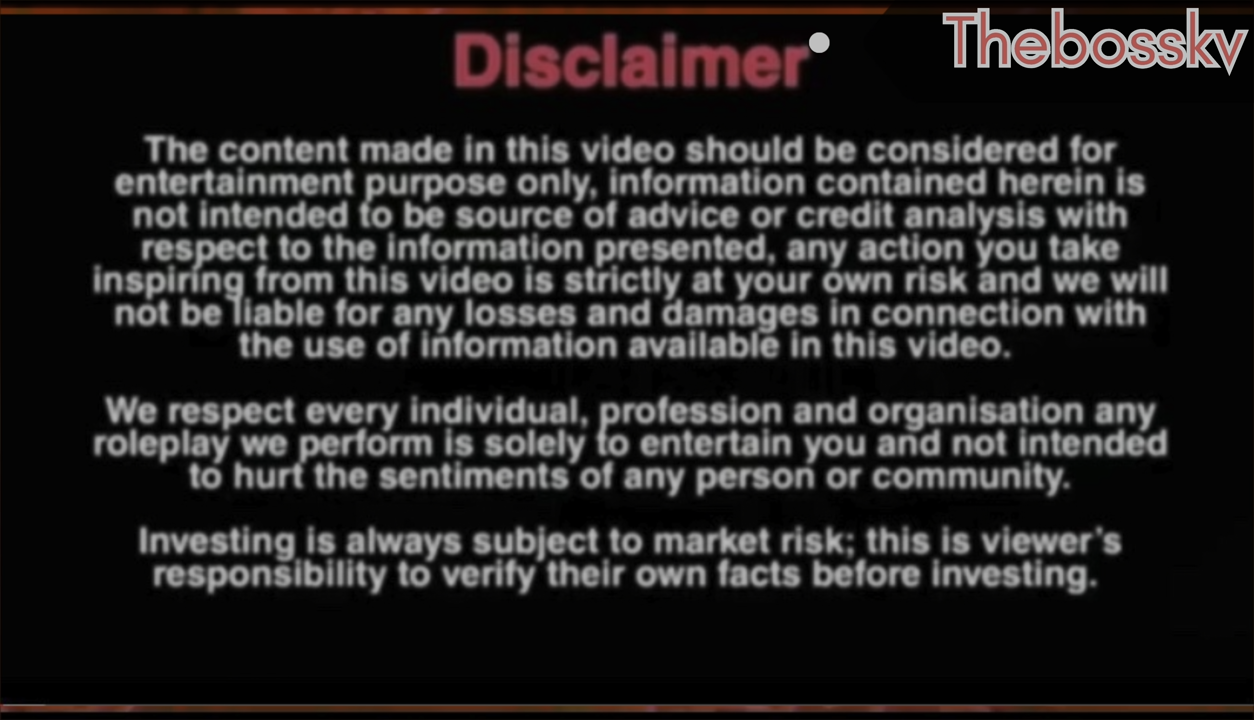 Thebossky
Disclaimer
The content made in this video should be considered for
entertainment purpose only, information contained herein is
not intended to be source of advice or credit analysis with
respect to the information presented, any action you take
inspiring from this video is strictly at your own risk and we will
not be liable for any losses and damages in connection with
the use of information available in this video.
We respect every individual, profession and organisation any
roleplay we perform is solely to entertain you and not intended
to hurt the sentiments of any person or community.
Investing is always subject to market risk; this is viewer’s
responsibility to verify their own facts before investing.